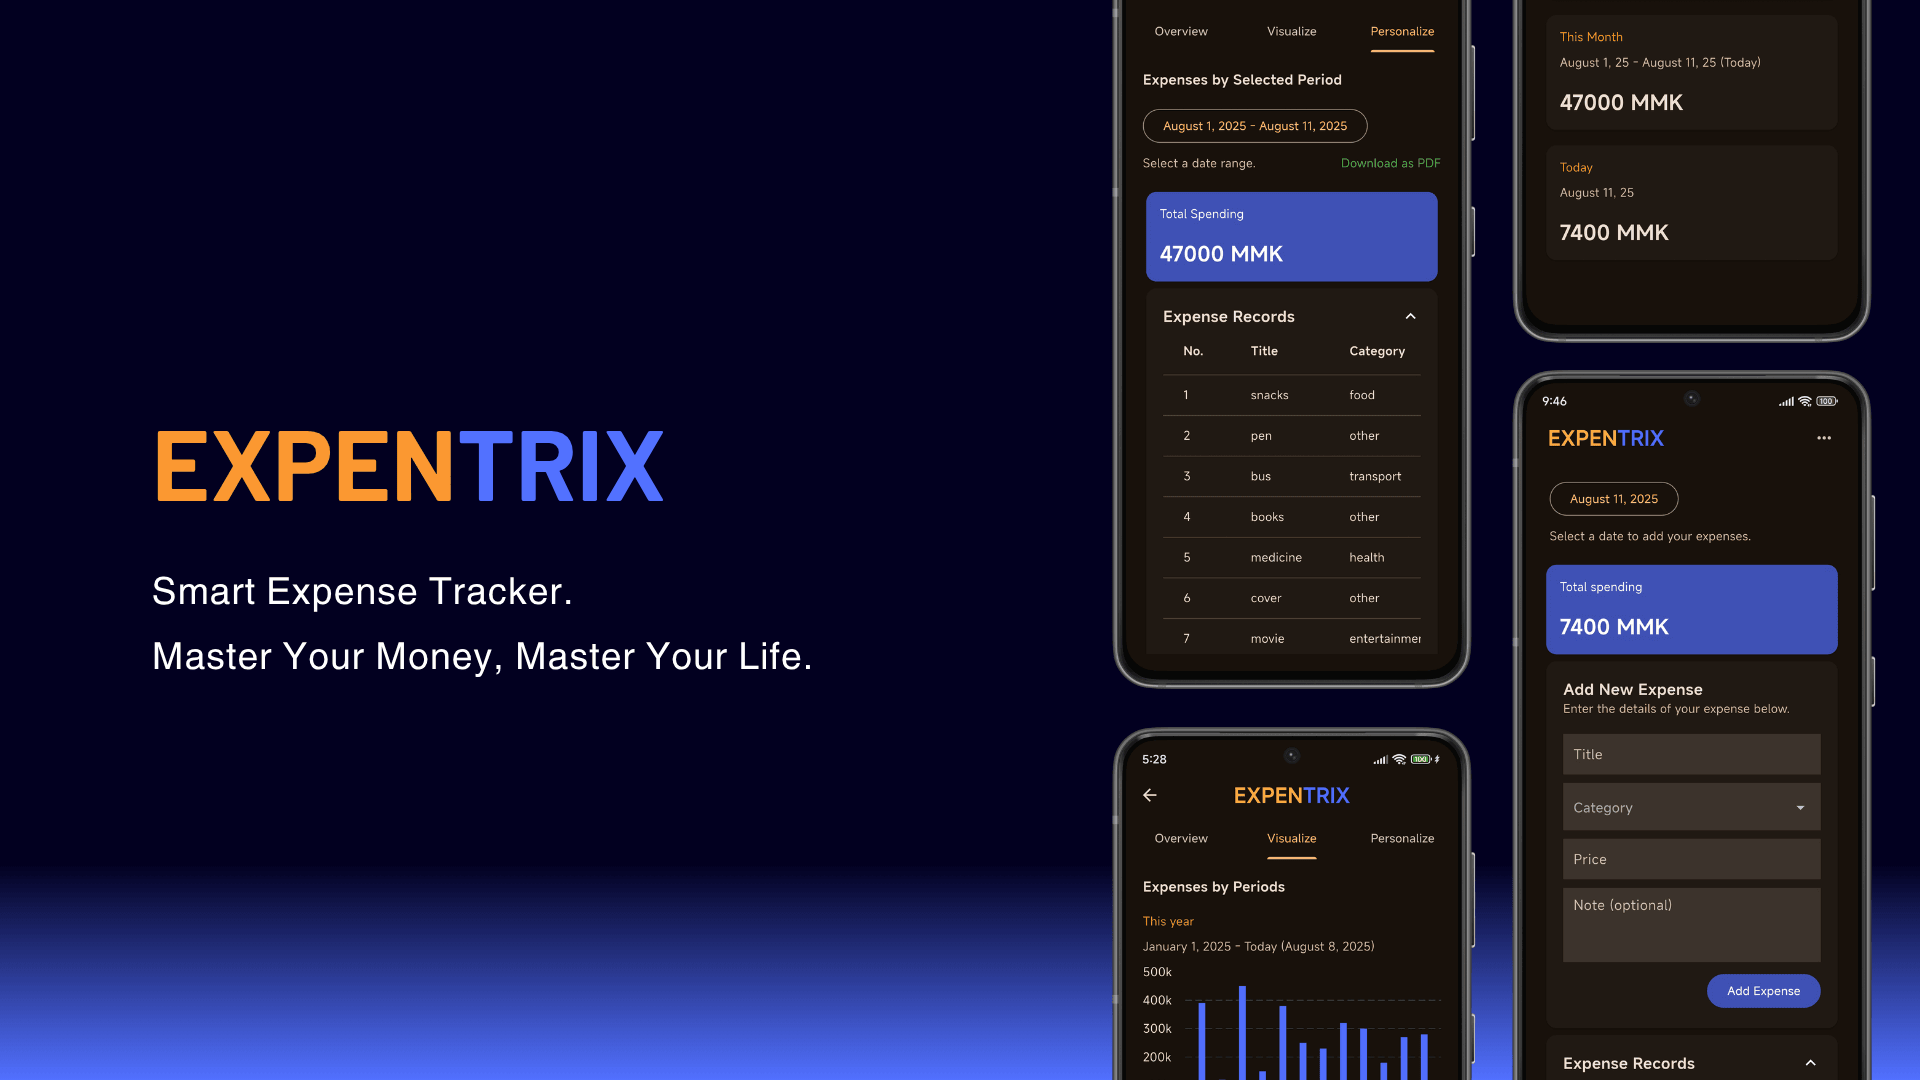 EXPENTRIX
Smart Expense Tracker.
Master Your Money, Master Your Life.
Overview Visualize Personalize
Expenses by Selected Period
August 1, 2025 - August 11, 2025
Select a date range. Download as PDF
Total Spending
47000 MMK
Expense Records
No. Title Category
1 snacks food
2 pen other
3 bus transport
4 books other
5 medicine health
6 cover other
7 movie entertainmer
5:28 100
EXPENTRIX
Overview Visualize Personalize
Expenses by Periods
This year
January 1, 2025 - Today (August 8, 2025)
500k
400k
300k
200k
This Month
August 1, 25 - August 11, 25 (Today)
47000 MMK
Today
August 11, 25
7400 MMK
9:46 100
EXPENTRIX
August 11, 2025
Select a date to add your expenses.
Total spending
7400 MMK
Add New Expense
Enter the details of your expense below.
Title
Category
Price
Note (optional)
Add Expense
Expense Records